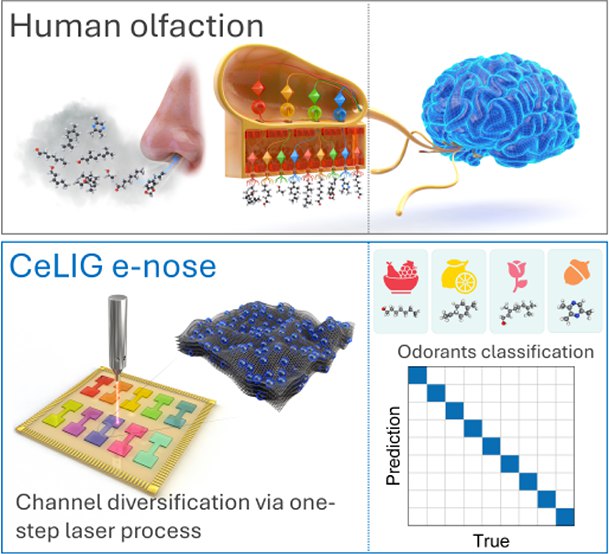 Human olfaction
CeLIG e-nose
Channel diversification via one-
step laser process
Odorants classification
Prediction
True